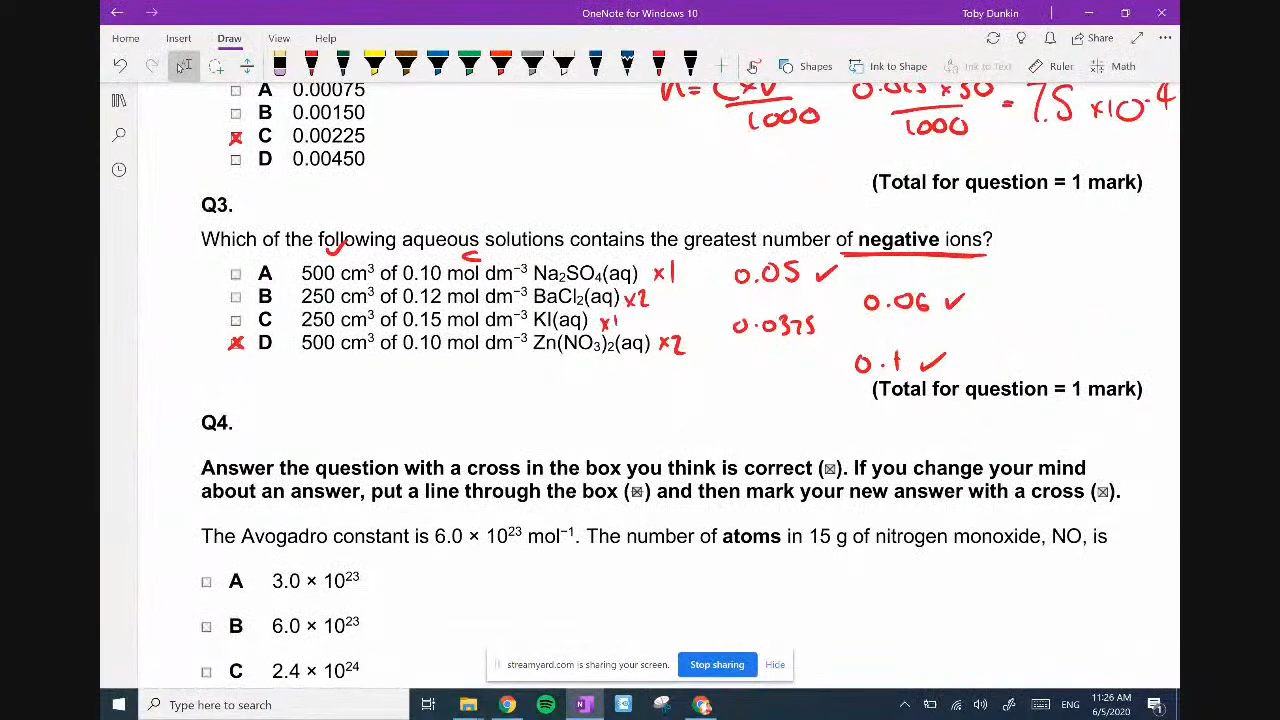 OneNote for Windows 10
Toby Dunkin
Home Insert Draw View Help
Share
Shapes Ink to Shape Ink to Text Ruler Math
A 0.00075
B 0.00150
C 0.00225
D 0.00450
n = C×V / 1000
0.015 × 50 / 1000 = 7.5 ×10-4
(Total for question = 1 mark)
Q3.
Which of the following aqueous solutions contains the greatest number of negative ions?
A 500 cm³ of 0.10 mol dm⁻³ Na₂SO₄(aq) ×1 0.05 ✓
B 250 cm³ of 0.12 mol dm⁻³ BaCl₂(aq) ×2 0.06 ✓
C 250 cm³ of 0.15 mol dm⁻³ KI(aq) ×1 0.0375
D 500 cm³ of 0.10 mol dm⁻³ Zn(NO₃)₂(aq) ×2 0.1 ✓
(Total for question = 1 mark)
Q4.
Answer the question with a cross in the box you think is correct (☒). If you change your mind
about an answer, put a line through the box (☒) and then mark your new answer with a cross (☒).
The Avogadro constant is 6.0 × 10²³ mol⁻¹. The number of atoms in 15 g of nitrogen monoxide, NO, is
A 3.0 × 10²³
B 6.0 × 10²³
C 2.4 × 10²⁴
streamyard.com is sharing your screen. Stop sharing Hide
Type here to search
ENG
11:26 AM
6/5/2020